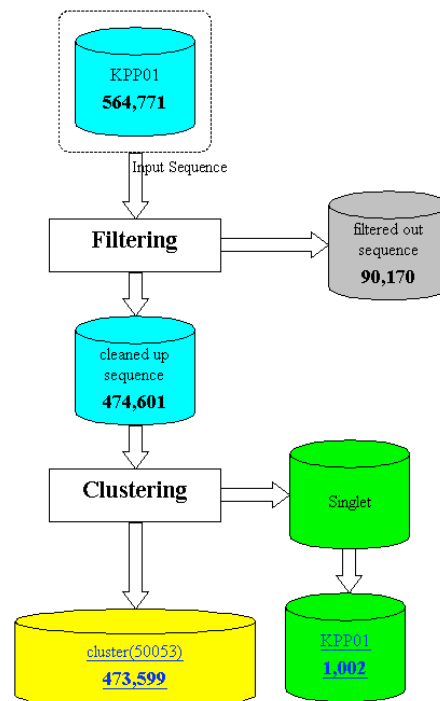 KPP01
564,771
Input Sequence
Filtering
filtered out
sequence
90,170
cleaned up
sequence
474,601
Clustering
Singlet
cluster(50053)
473,599
KPP01
1,002